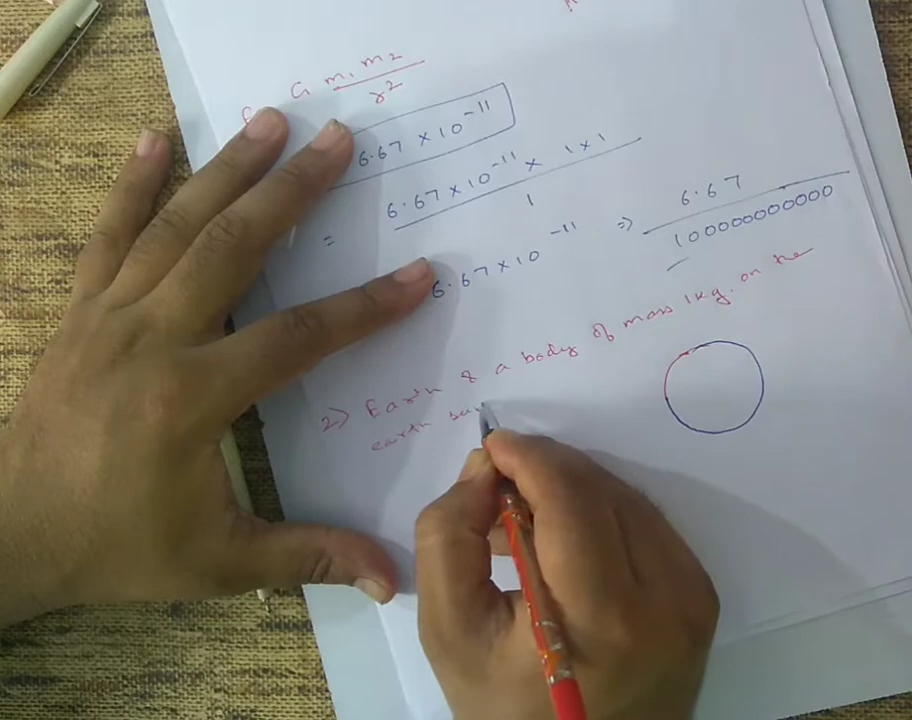 G m₁ m₂
r²
6.67 × 10⁻¹¹
= 6.67 × 10⁻¹¹ × 1 × 1
1
6.67 × 10⁻¹¹ ⇒ 6.67
100000000000
2) Earth & a body of mass 1kg. on the
earth